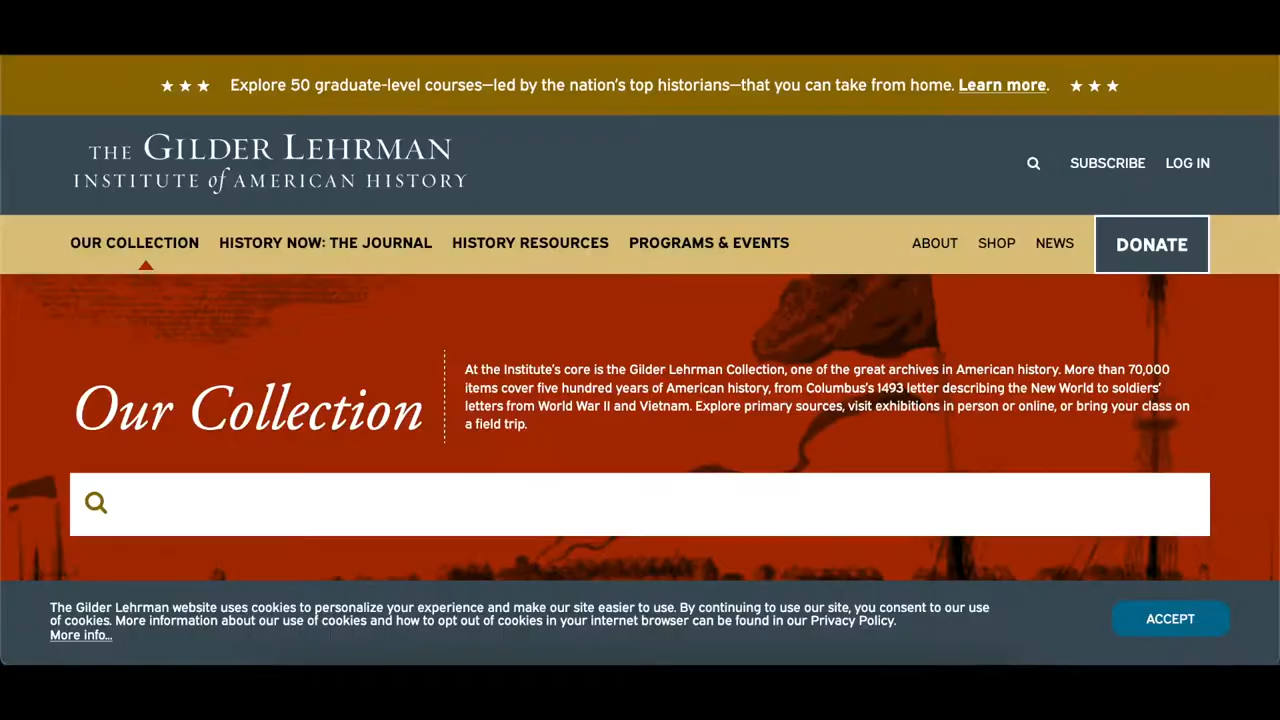 ★ ★ ★ Explore 50 graduate-level courses—led by the nation's top historians—that you can take from home. Learn more. ★ ★ ★
THE GILDER LEHRMAN
INSTITUTE of AMERICAN HISTORY
SUBSCRIBE LOG IN
OUR COLLECTION HISTORY NOW: THE JOURNAL HISTORY RESOURCES PROGRAMS & EVENTS ABOUT SHOP NEWS DONATE
Our Collection
At the Institute's core is the Gilder Lehrman Collection, one of the great archives in American history. More than 70,000
items cover five hundred years of American history, from Columbus's 1493 letter describing the New World to soldiers'
letters from World War II and Vietnam. Explore primary sources, visit exhibitions in person or online, or bring your class on
a field trip.
The Gilder Lehrman website uses cookies to personalize your experience and make our site easier to use. By continuing to use our site, you consent to our use
of cookies. More information about our use of cookies and how to opt out of cookies in your internet browser can be found in our Privacy Policy.
More info...
ACCEPT